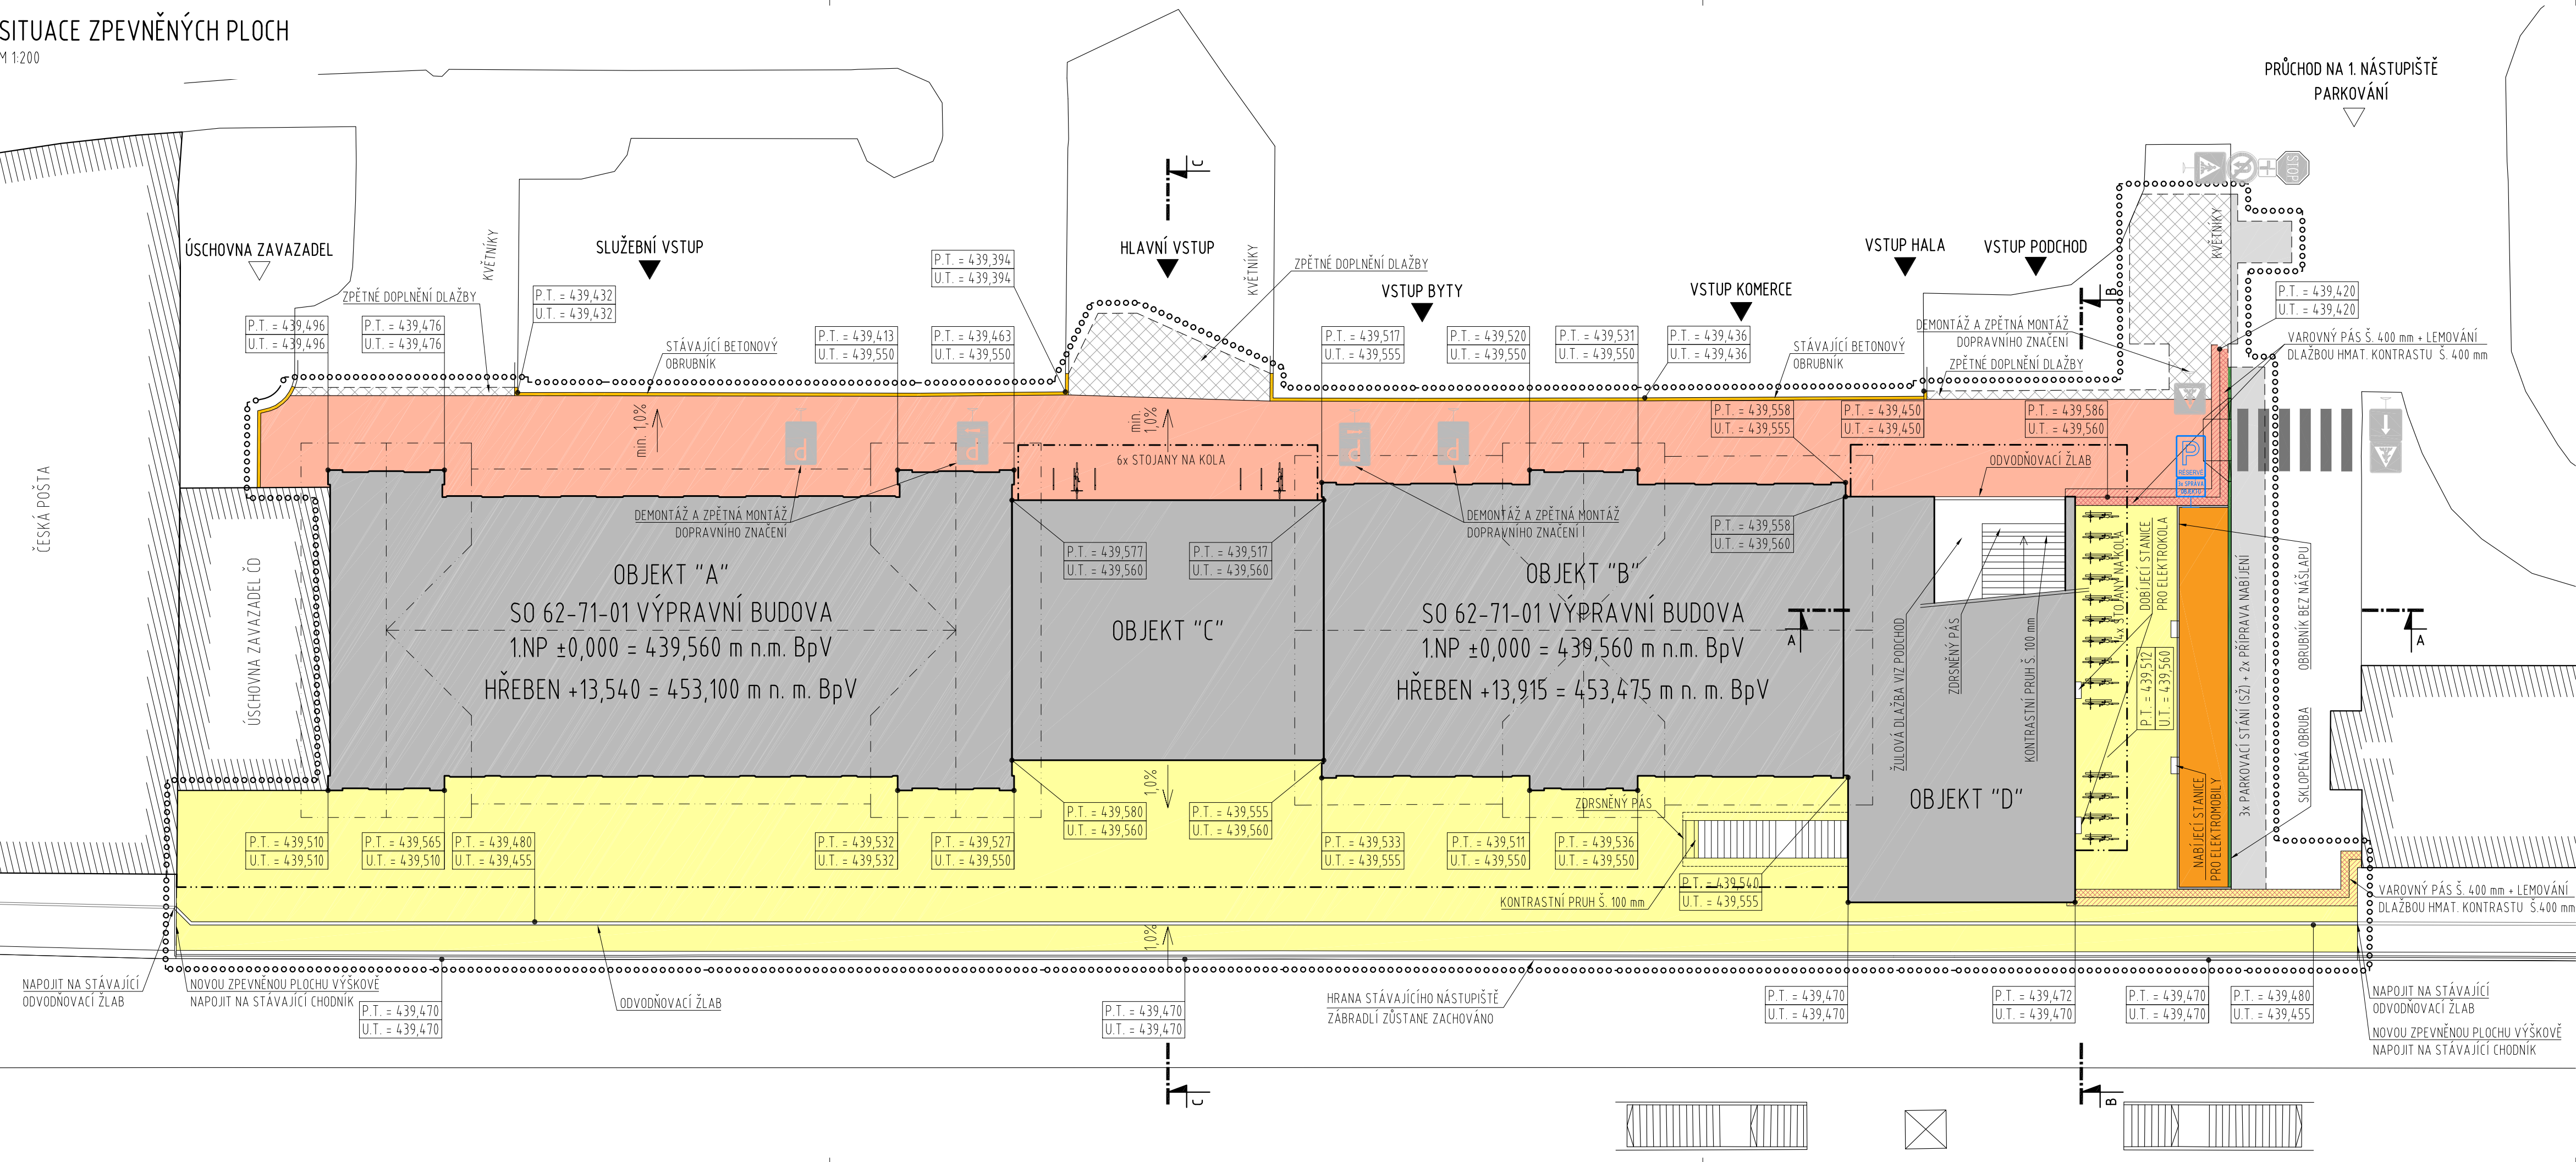 SITUACE ZPEVNĚNÝCH PLOCH
M 1:200
PRŮCHOD NA 1. NÁSTUPIŠTĚ
PARKOVÁNÍ
STOP
ÚSCHOVNA ZAVAZADEL
KVĚTNÍKY
SLUŽEBNÍ VSTUP
HLAVNÍ VSTUP
KVĚTNÍKY
VSTUP BYTY
VSTUP KOMERCE
VSTUP HALA
VSTUP PODCHOD
KVĚTNÍKY
C
B
ZPĚTNÉ DOPLNĚNÍ DLAŽBY
P.T. = 439,496
U.T. = 439,496
P.T. = 439,476
U.T. = 439,476
P.T. = 439,432
U.T. = 439,432
STÁVAJÍCÍ BETONOVÝ
OBRUBNÍK
P.T. = 439,413
U.T. = 439,550
P.T. = 439,394
U.T. = 439,394
P.T. = 439,463
U.T. = 439,550
ZPĚTNÉ DOPLNĚNÍ DLAŽBY
P.T. = 439,517
U.T. = 439,555
P.T. = 439,520
U.T. = 439,550
P.T. = 439,531
U.T. = 439,550
P.T. = 439,436
U.T. = 439,436
STÁVAJÍCÍ BETONOVÝ
OBRUBNÍK
DEMONTÁŽ A ZPĚTNÁ MONTÁŽ
DOPRAVNÍHO ZNAČENÍ
ZPĚTNÉ DOPLNĚNÍ DLAŽBY
P.T. = 439,420
U.T. = 439,420
VAROVNÝ PÁS Š. 400 mm + LEMOVÁNÍ
DLAŽBOU HMAT. KONTRASTU Š. 400 mm
min. 1,0%
min.
1,0%
P.T. = 439,558
U.T. = 439,555
P.T. = 439,450
U.T. = 439,450
P.T. = 439,586
U.T. = 439,560
6x STOJANY NA KOLA
ODVODŇOVACÍ ŽLAB
P
RÉSERVÉ
3x SPRÁVA
ČESKÁ POŠTA
ÚSCHOVNA ZAVAZADEL ČD
DEMONTÁŽ A ZPĚTNÁ MONTÁŽ
DOPRAVNÍHO ZNAČENÍ
DEMONTÁŽ A ZPĚTNÁ MONTÁŽ
DOPRAVNÍHO ZNAČENÍ
P.T. = 439,577
U.T. = 439,560
P.T. = 439,517
U.T. = 439,560
P.T. = 439,558
U.T. = 439,560
OBJEKT "A"
SO 62-71-01 VÝPRAVNÍ BUDOVA
1.NP ±0,000 = 439,560 m n.m. BpV
HŘEBEN +13,540 = 453,100 m n. m. BpV
OBJEKT "C"
OBJEKT "B"
SO 62-71-01 VÝPRAVNÍ BUDOVA
1.NP ±0,000 = 439,560 m n.m. BpV
HŘEBEN +13,915 = 453,475 m n. m. BpV
A
A
ŽULOVÁ DLAŽBA VIZ PODCHOD
ZDRSNĚNÝ PÁS
KONTRASTNÍ PRUH Š. 100 mm
14x STOJANY NA KOLA
DOBÍJECÍ STANICE
PRO ELEKTROKOLA
P.T. = 439,512
U.T. = 439,560
3x PARKOVACÍ STÁNÍ (SŽ) + 2x PŘÍPRAVA NABÍJENÍ
OBRUBNÍK BEZ NÁŠLAPU
SKLOPENÁ OBRUBA
NABÍJECÍ STANICE
PRO ELEKTROMOBILY
OBJEKT "D"
1,0%
ZDRSNĚNÝ PÁS
P.T. = 439,580
U.T. = 439,560
P.T. = 439,555
U.T. = 439,560
P.T. = 439,510
U.T. = 439,510
P.T. = 439,565
U.T. = 439,510
P.T. = 439,480
U.T. = 439,455
P.T. = 439,532
U.T. = 439,532
P.T. = 439,527
U.T. = 439,550
P.T. = 439,533
U.T. = 439,555
P.T. = 439,511
U.T. = 439,550
P.T. = 439,536
U.T. = 439,550
P.T. = 439,540
U.T. = 439,555
KONTRASTNÍ PRUH Š. 100 mm
VAROVNÝ PÁS Š. 400 mm + LEMOVÁNÍ
DLAŽBOU HMAT. KONTRASTU Š.400 mm
1,0%
NAPOJIT NA STÁVAJÍCÍ
ODVODŇOVACÍ ŽLAB
NOVOU ZPEVNĚNOU PLOCHU VÝŠKOVĚ
NAPOJIT NA STÁVAJÍCÍ CHODNÍK
P.T. = 439,470
U.T. = 439,470
ODVODŇOVACÍ ŽLAB
P.T. = 439,470
U.T. = 439,470
HRANA STÁVAJÍCÍHO NÁSTUPIŠTĚ
ZÁBRADLÍ ZŮSTANE ZACHOVÁNO
P.T. = 439,470
U.T. = 439,470
P.T. = 439,472
U.T. = 439,470
P.T. = 439,470
U.T. = 439,470
P.T. = 439,480
U.T. = 439,455
NAPOJIT NA STÁVAJÍCÍ
ODVODŇOVACÍ ŽLAB
NOVOU ZPEVNĚNOU PLOCHU VÝŠKOVĚ
NAPOJIT NA STÁVAJÍCÍ CHODNÍK
C
B